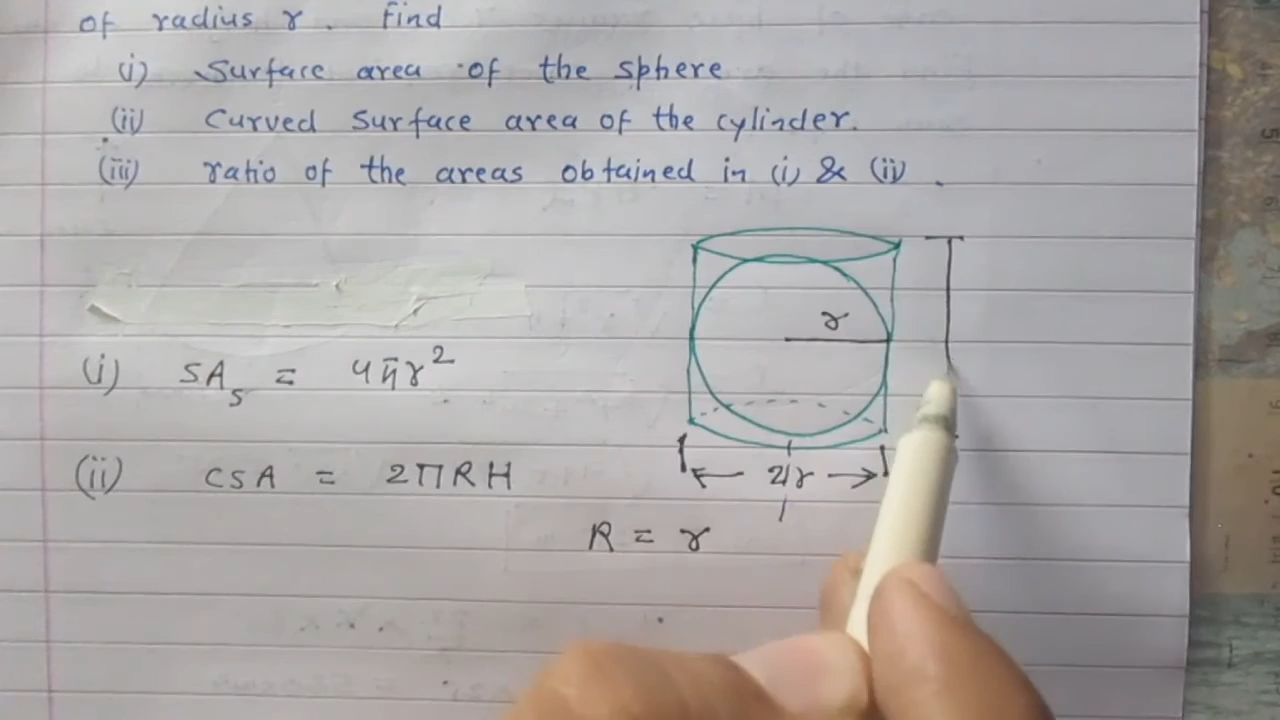 of radius r. Find
(i) Surface area of the sphere
(ii) Curved surface area of the cylinder.
(iii) ratio of the areas obtained in (i) & (ii).
r
(i) SAs = 4πr²
(ii) CSA = 2πRH
2r
R = r